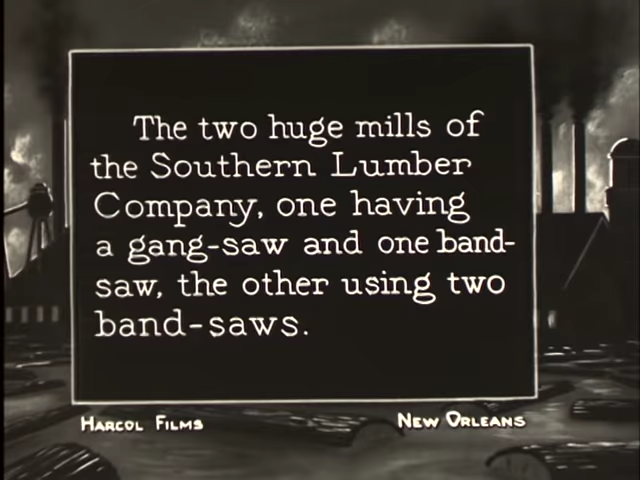 The two huge mills of
the Southern Lumber
Company, one having
a gang-saw and one band-
saw, the other using two
band-saws.
Harcol Films New Orleans